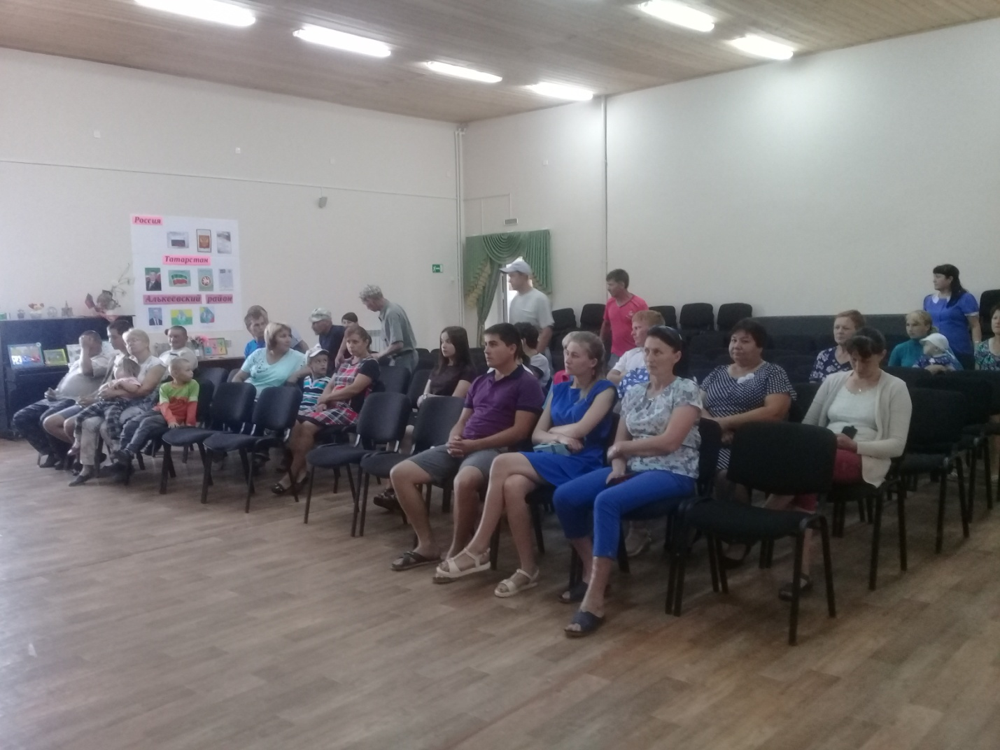 Россия
Татарстан
Алькеевский район